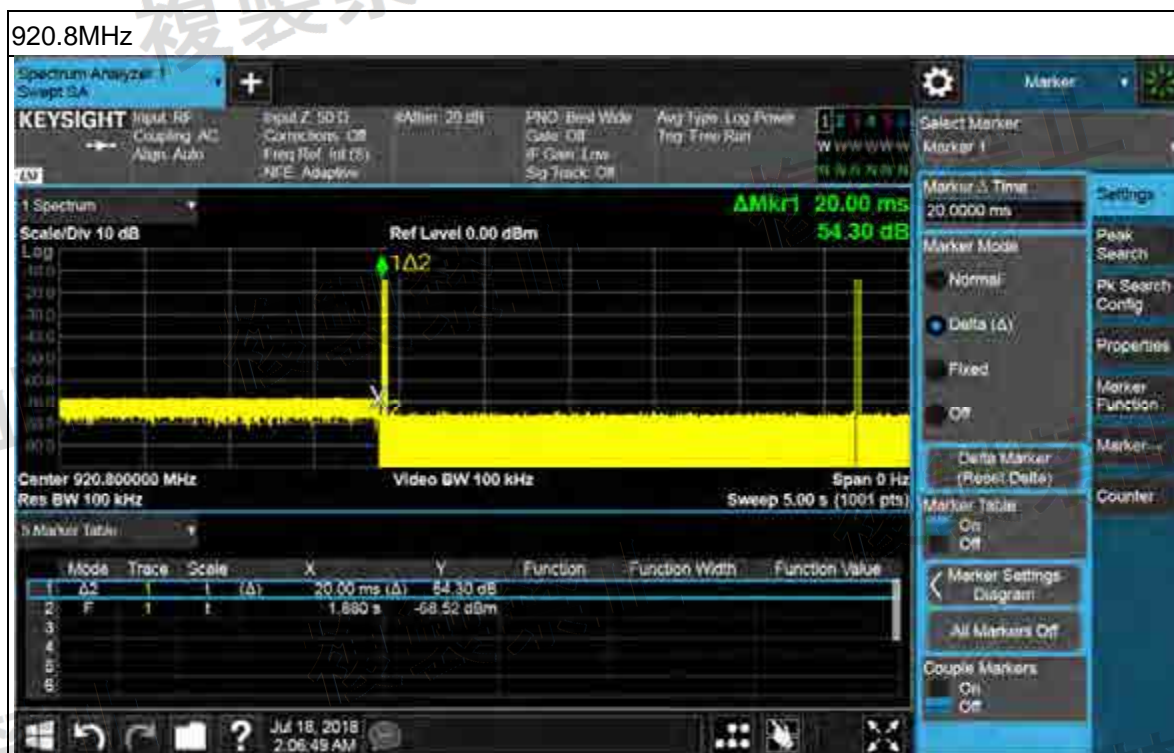 920.8MHz
Spectrum Analyzer 1
Swept SA
+
Marker
KEYSIGHT
Input: RF
Coupling: AC
Align: Auto
Input Z: 50 Ω
Corrections: Off
Freq Ref: Int (S)
NFE: Adaptive
#Atten: 20 dB
PNO: Best Wide
Gate: Off
IF Gain: Low
Sig Track: Off
Avg Type: Log-Power
Trig: Free Run
W W W W W W
N N N N N N
Select Marker
Marker 1
1 Spectrum
ΔMkr1 20.00 ms
54.30 dB
Scale/Div 10 dB
Ref Level 0.00 dBm
Log
1Δ2
Center 920.800000 MHz
Video BW 100 kHz
Span 0 Hz
Res BW 100 kHz
Sweep 5.00 s (1001 pts)
Marker Δ Time
20.0000 ms
Marker Mode
Normal
Delta (Δ)
Fixed
Off
Delta Marker
(Reset Delta)
Marker Table
On
Off
Marker Settings
Diagram
All Markers Off
Couple Markers
On
Off
Settings
Peak
Search
Pk Search
Config
Properties
Marker
Function
Marker→
Counter
5 Marker Table
Mode Trace Scale X Y Function Function Width Function Value
1 Δ2 1 t (Δ) 20.00 ms (Δ) 54.30 dB
2 F 1 t 1.880 s -68.52 dBm
3
4
5
6
?
Jul 18, 2018
2:06:49 AM